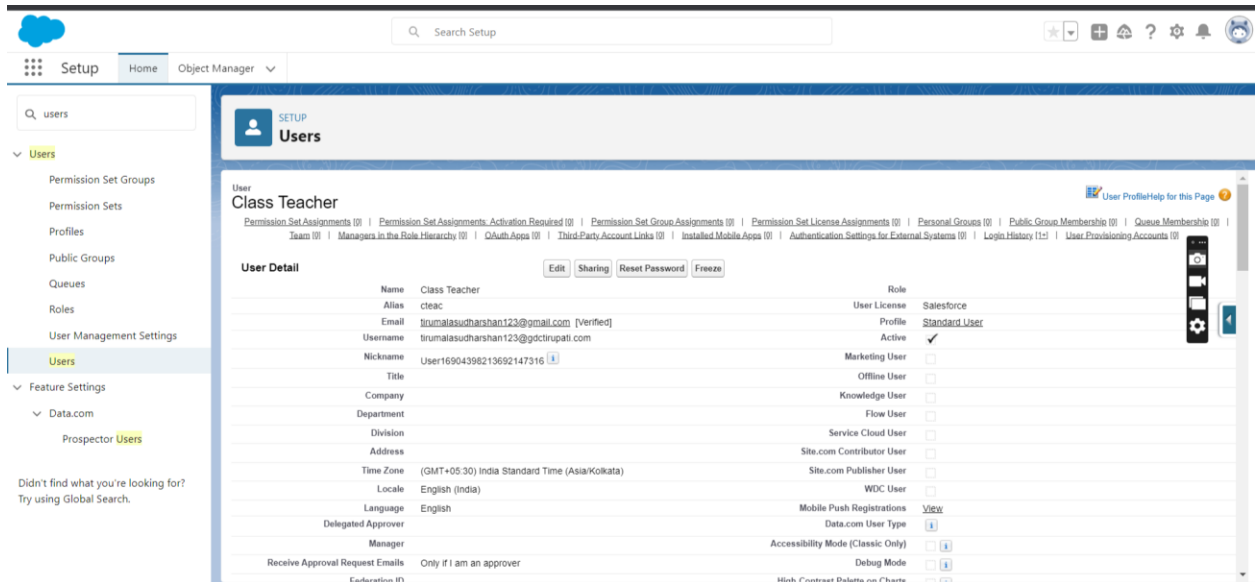 Search Setup
Setup Home Object Manager
users
Users
Permission Set Groups
Permission Sets
Profiles
Public Groups
Queues
Roles
User Management Settings
Users
Feature Settings
Data.com
Prospector Users
Didn't find what you're looking for?
Try using Global Search.
SETUP
Users
User
Class Teacher
User ProfileHelp for this Page
Permission Set Assignments [0] | Permission Set Assignments: Activation Required [0] | Permission Set Group Assignments [0] | Permission Set License Assignments [0] | Personal Groups [0] | Public Group Membership [0] | Queue Membership [0] |
Team [0] | Managers in the Role Hierarchy [0] | OAuth Apps [0] | Third-Party Account Links [0] | Installed Mobile Apps [0] | Authentication Settings for External Systems [0] | Login History [1+] | User Provisioning Accounts [0]
User Detail Edit Sharing Reset Password Freeze
Name Class Teacher Role
Alias cteac User License Salesforce
Email tirumalasudharshan123@gmail.com [Verified] Profile Standard User
Username tirumalasudharshan123@gdctirupati.com Active
Nickname User16904398213692147316 Marketing User
Title Offline User
Company Knowledge User
Department Flow User
Division Service Cloud User
Address Site.com Contributor User
Time Zone (GMT+05:30) India Standard Time (Asia/Kolkata) Site.com Publisher User
Locale English (India) WDC User
Language English Mobile Push Registrations View
Delegated Approver Data.com User Type
Manager Accessibility Mode (Classic Only)
Receive Approval Request Emails Only if I am an approver Debug Mode
Federation ID High Contrast Palette on Charts